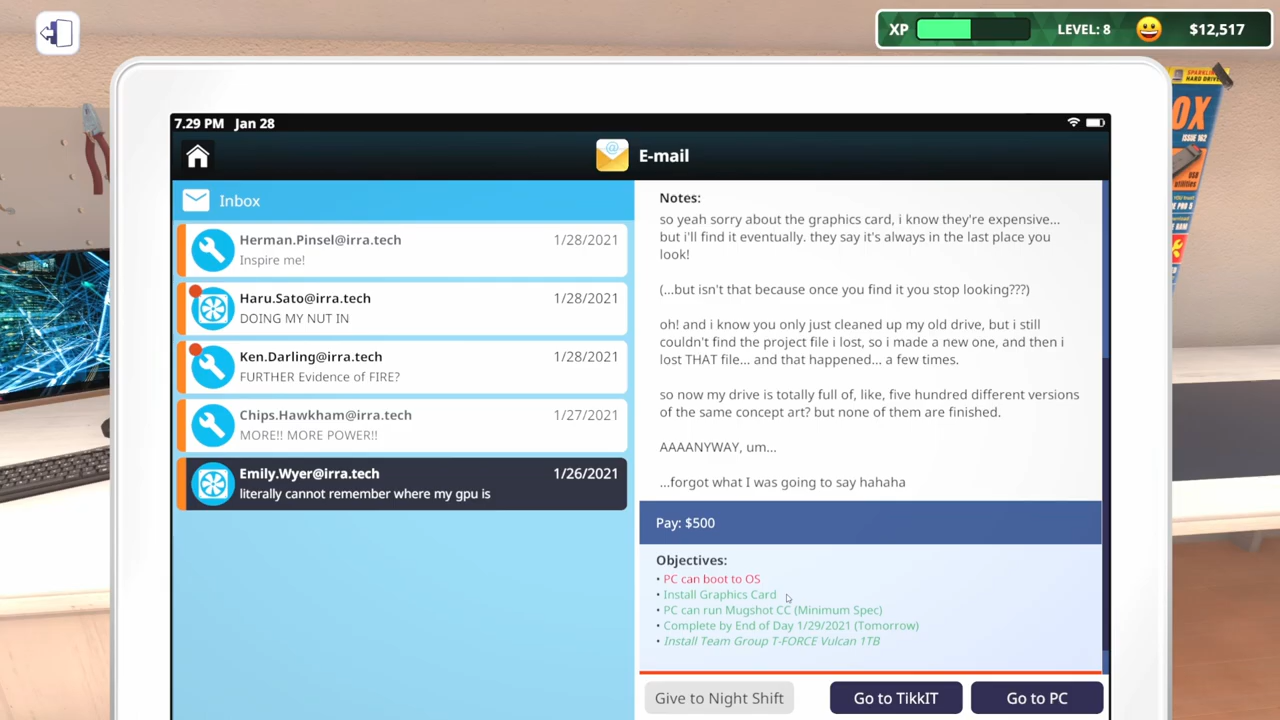 XP
LEVEL: 8
$12,517
7.29 PM Jan 28
E-mail
Inbox
Herman.Pinsel@irra.tech 1/28/2021
Inspire me!
Haru.Sato@irra.tech 1/28/2021
DOING MY NUT IN
Ken.Darling@irra.tech 1/28/2021
FURTHER Evidence of FIRE?
Chips.Hawkham@irra.tech 1/27/2021
MORE!! MORE POWER!!
Emily.Wyer@irra.tech 1/26/2021
literally cannot remember where my gpu is
Notes:
so yeah sorry about the graphics card, i know they're expensive...
but i'll find it eventually. they say it's always in the last place you
look!
(...but isn't that because once you find it you stop looking???)
oh! and i know you only just cleaned up my old drive, but i still
couldn't find the project file i lost, so i made a new one, and then i
lost THAT file... and that happened... a few times.
so now my drive is totally full of, like, five hundred different versions
of the same concept art? but none of them are finished.
AAAANYWAY, um...
...forgot what I was going to say hahaha
Pay: $500
Objectives:
• PC can boot to OS
• Install Graphics Card
• PC can run Mugshot CC (Minimum Spec)
• Complete by End of Day 1/29/2021 (Tomorrow)
• Install Team Group T-FORCE Vulcan 1TB
Give to Night Shift
Go to TikkIT
Go to PC
OX
ISSUE 162
USB
utilities